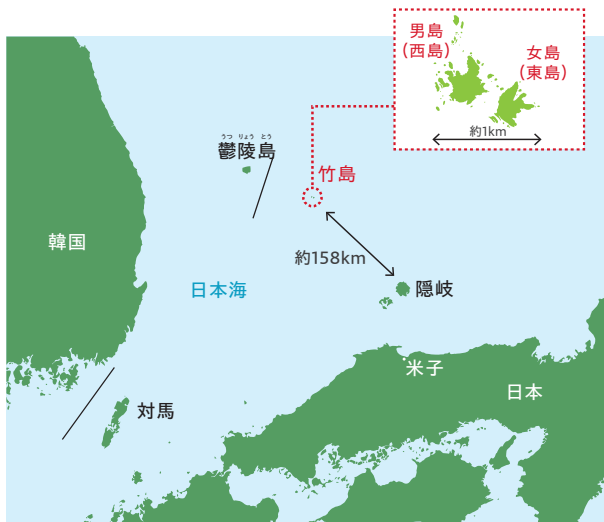 男島
(西島)
女島
(東島)
約1km
うつ りょう とう
鬱陵島
竹島
韓国
約158km
日本海
隠岐
米子
日本
対馬